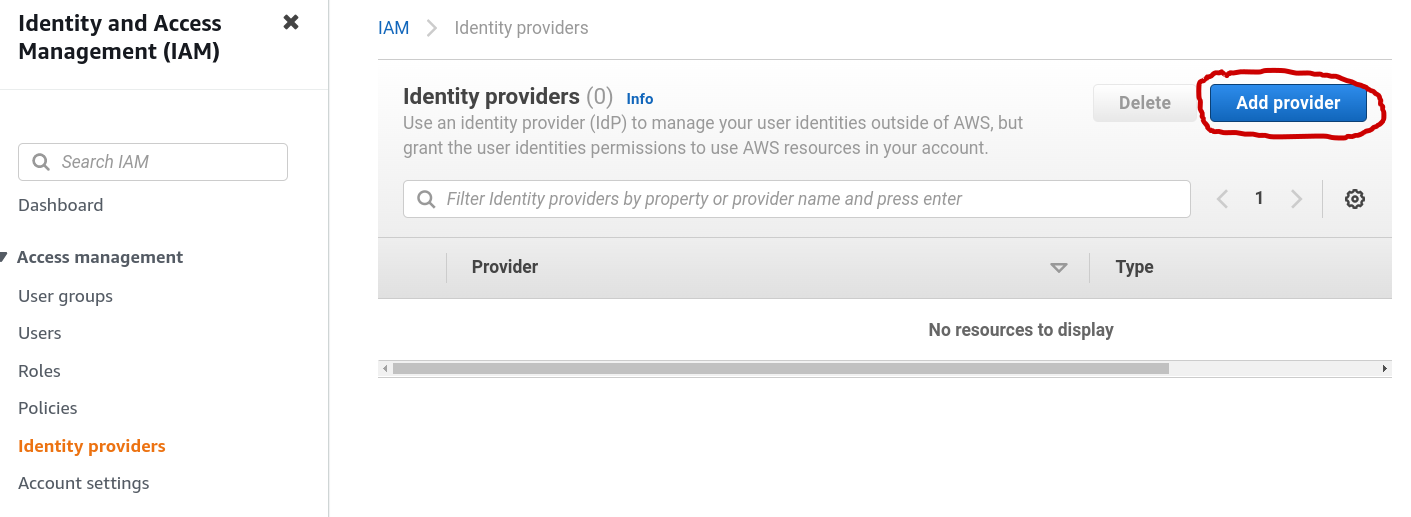 Identity and Access
Management (IAM)
Search IAM
Dashboard
Access management
User groups
Users
Roles
Policies
Identity providers
Account settings
IAM
Identity providers
Identity providers (0) Info
Use an identity provider (IdP) to manage your user identities outside of AWS, but
grant the user identities permissions to use AWS resources in your account.
Delete
Add provider
Filter Identity providers by property or provider name and press enter
1
Provider
Type
No resources to display